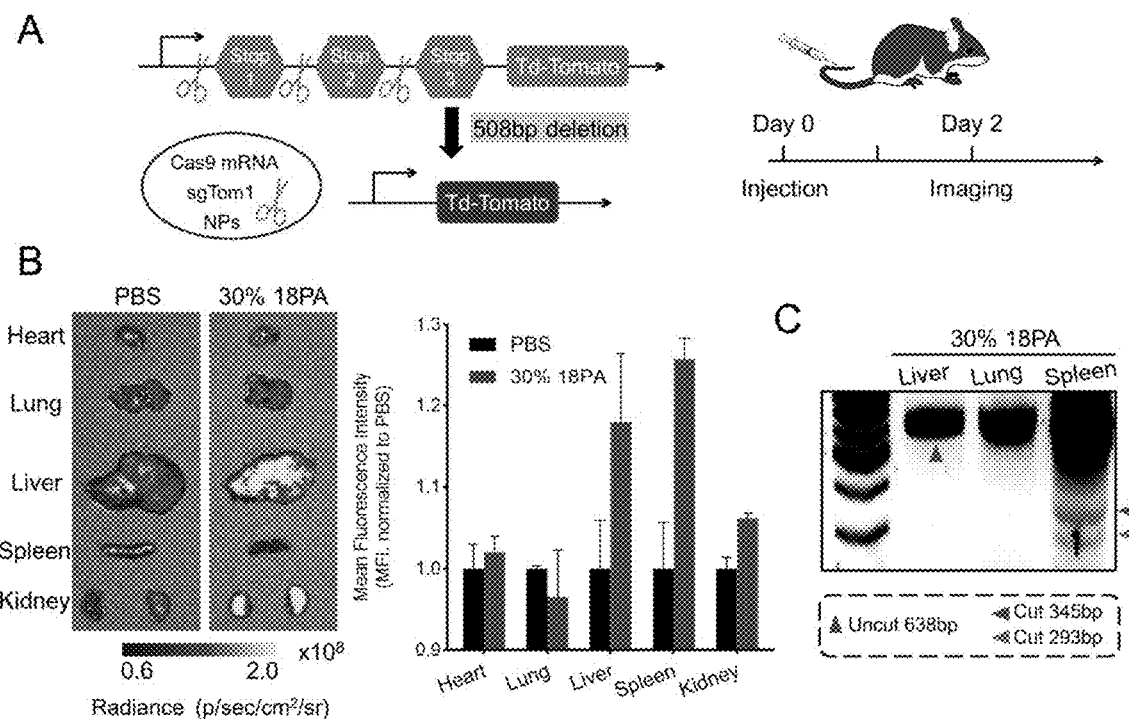 A
Stop
Stop
2
Stop
3
Td-Tomato
508bp deletion
Cas9 mRNA
sgTom1
NPs
Td-Tomato
Day 0
Day 2
Injection
Imaging
B
PBS
30% 18PA
Heart
Lung
Liver
Spleen
Kidney
0.6
2.0
x10⁸
Radiance (p/sec/cm²/sr)
Mean Fluorescence Intensity
(MFI. normalized to PBS)
1.3
1.2
1.1
1.0
0.9
PBS
30% 18PA
Heart
Lung
Liver
Spleen
Kidney
C
30% 18PA
Liver
Lung
Spleen
Uncut 638bp
Cut 345bp
Cut 293bp